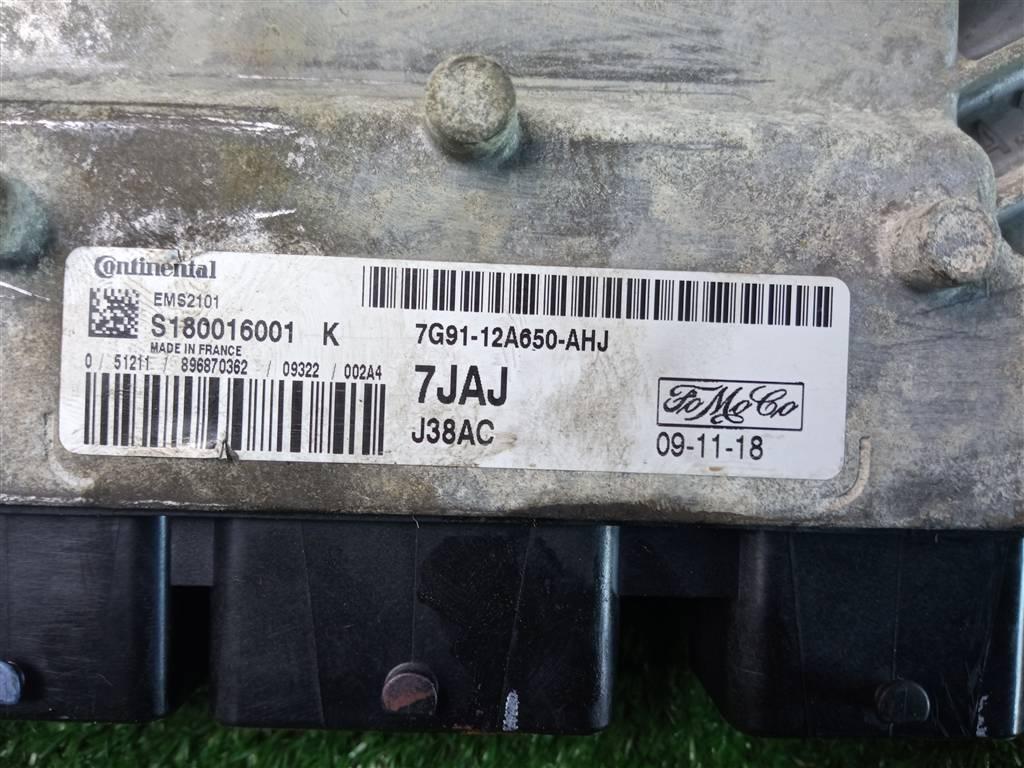 Continental
EMS2101
S180016001 K
MADE IN FRANCE
0 / 51211 / 896870362 / 09322 / 002A4
7G91-12A650-AHJ
7JAJ
J38AC
FoMoCo
09-11-18